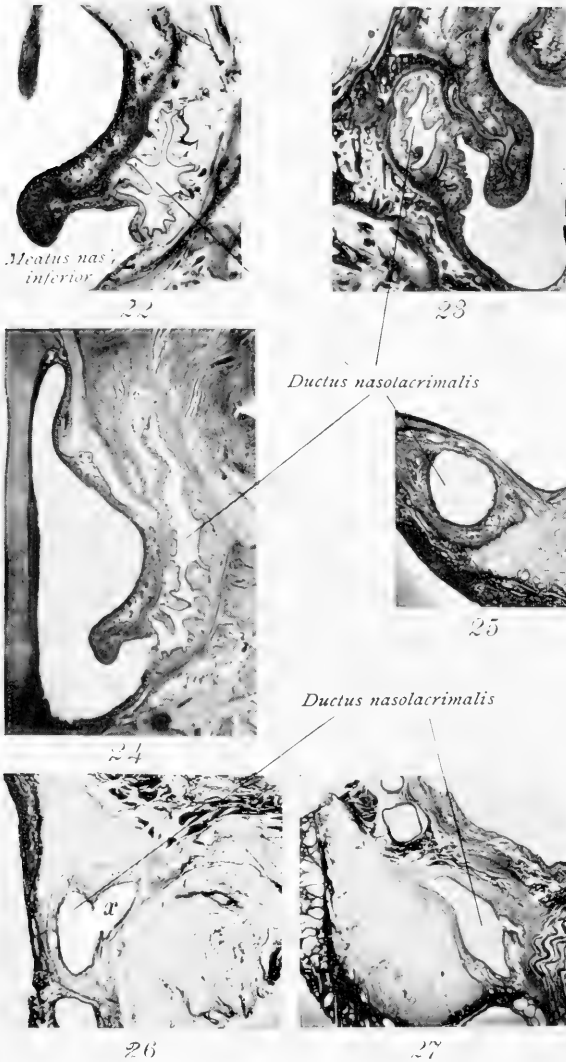 Meatus nas.
inferior
22
23
Ductus nasolacrimalis
25
24
Ductus nasolacrimalis
x
26
27